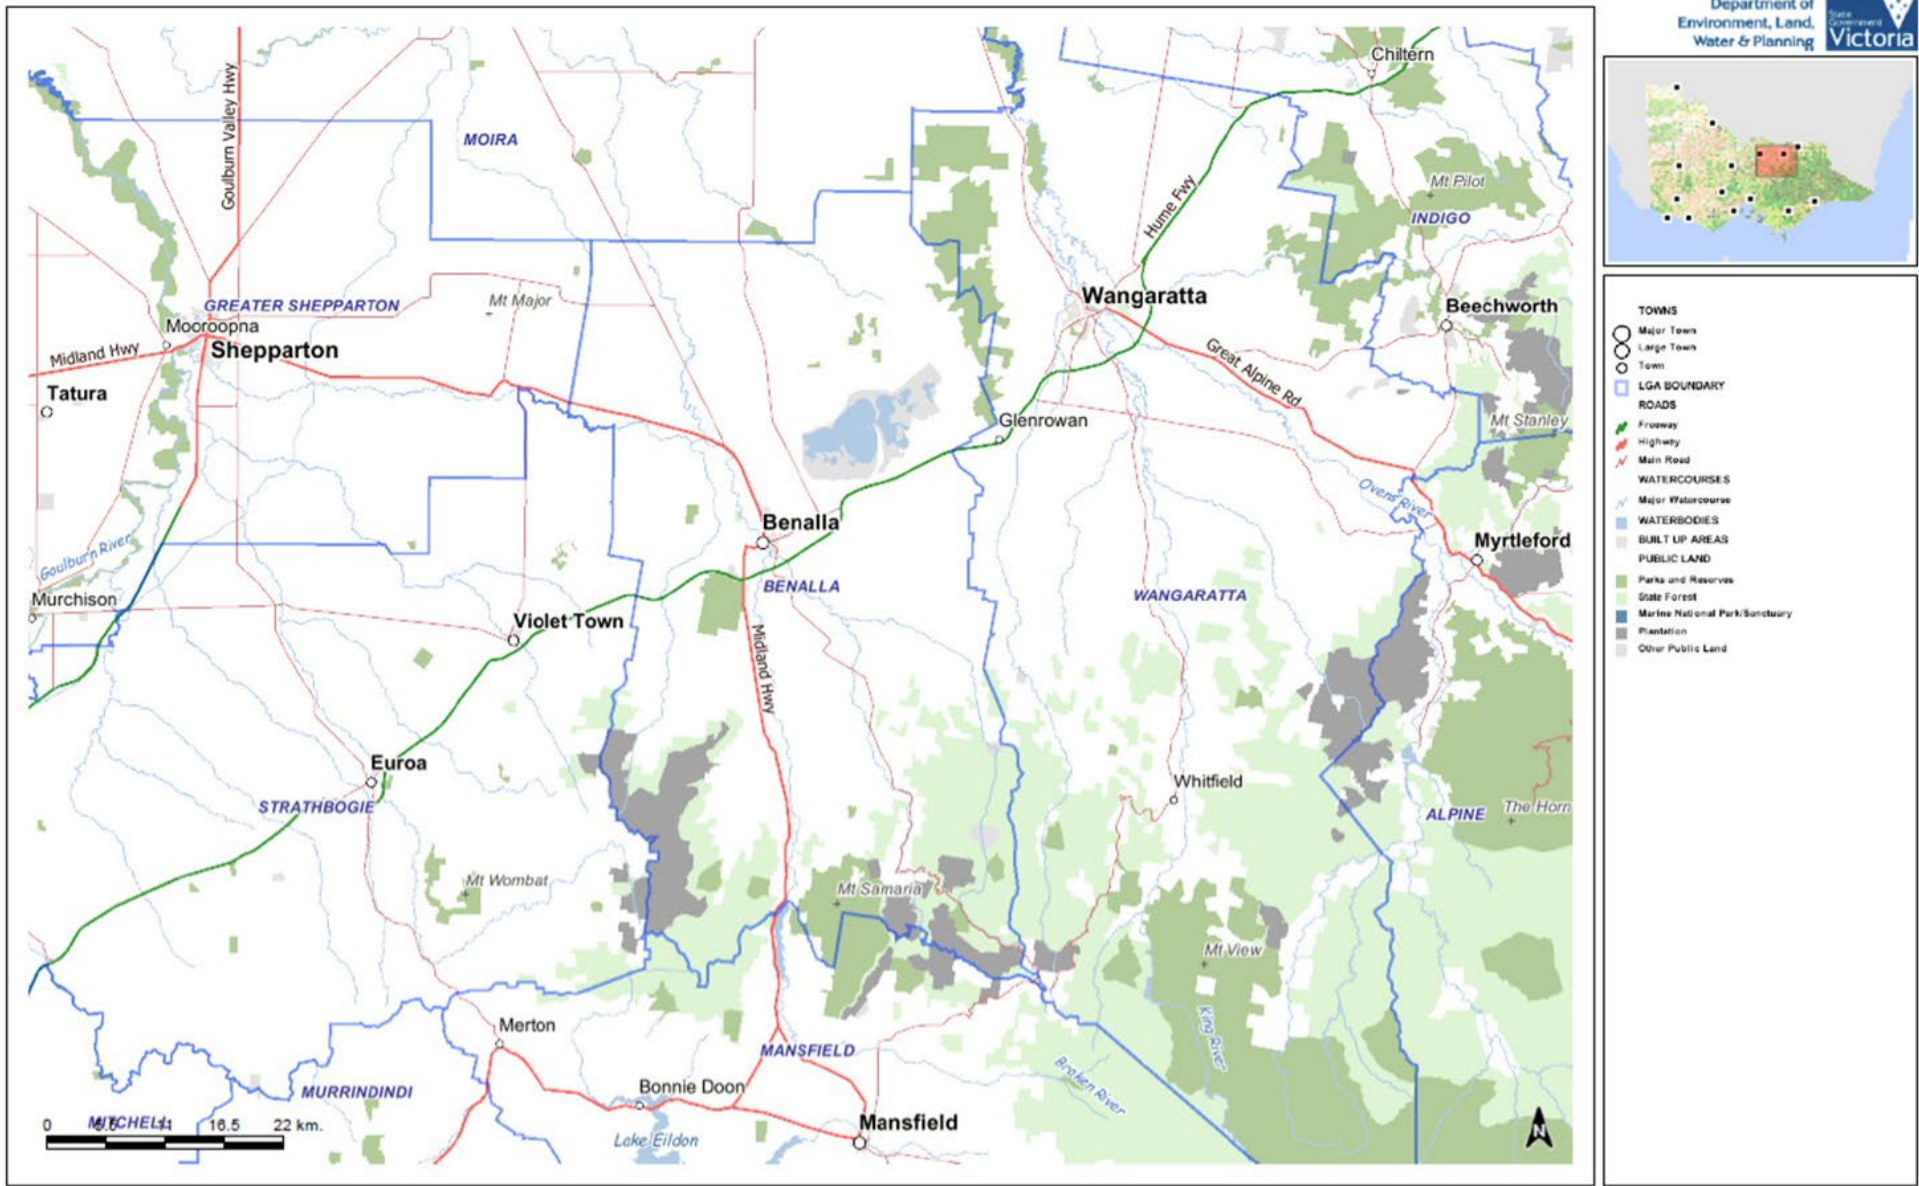 Department of
Environment, Land,
Water & Planning
State
Government
Victoria
Chiltern
Goulburn Valley Hwy
MOIRA
Mt Pilot
Hume Fwy
INDIGO
Wangaratta
Mt Major
GREATER SHEPPARTON
Beechworth
Mooroopna
Midland Hwy
Shepparton
Great Alpine Rd
Tatura
Glenrowan
Mt Stanley
Ovens River
Benalla
Myrtleford
Goulburn River
BENALLA
WANGARATTA
Murchison
Violet Town
Midland Hwy
Euroa
Whitfield
STRATHBOGIE
ALPINE
The Horn
Mt Wombat
Mt Samaria
Mt View
Merton
King River
MANSFIELD
Broken River
Bonnie Doon
MURRINDINDI
MITCHELL
Mansfield
0 5.5 11 16.5 22 km.
Lake Eildon
N
TOWNS
Major Town
Large Town
Town
LGA BOUNDARY
ROADS
Freeway
Highway
Main Road
WATERCOURSES
Major Watercourse
WATERBODIES
BUILT UP AREAS
PUBLIC LAND
Parks and Reserves
State Forest
Marine National Park/Sanctuary
Plantation
Other Public Land